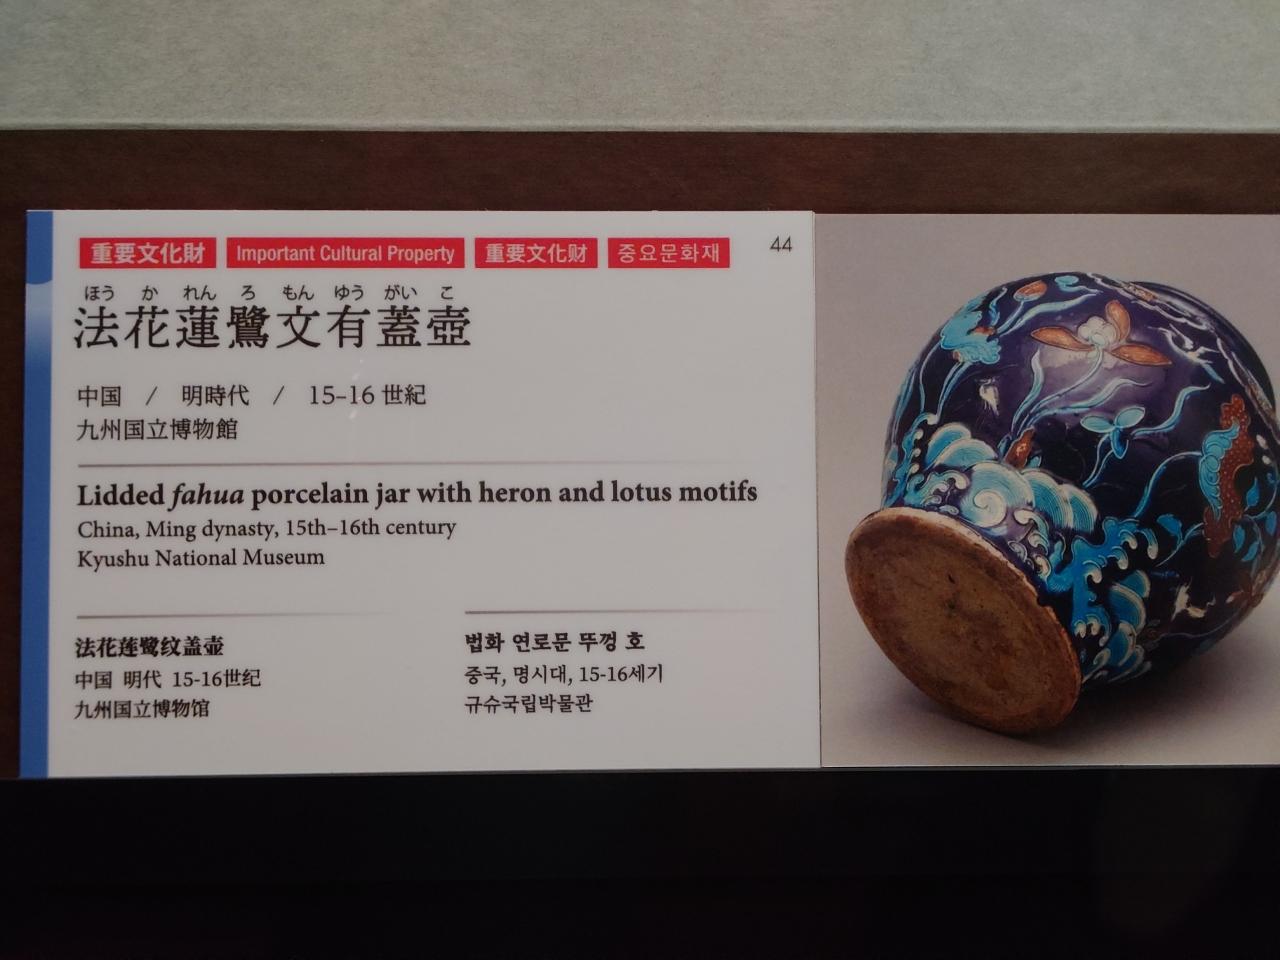 重要文化財 Important Cultural Property 重要文化财 중요문화재 44
ほう か れん ろ もん ゆう がい こ
法花蓮鷺文有蓋壺
中国 / 明時代 / 15–16 世紀
九州国立博物館
Lidded fahua porcelain jar with heron and lotus motifs
China, Ming dynasty, 15th–16th century
Kyushu National Museum
法花莲鹭纹盖壶
中国 明代 15-16世纪
九州国立博物馆
법화 연로문 뚜껑 호
중국, 명시대, 15-16세기
규슈국립박물관